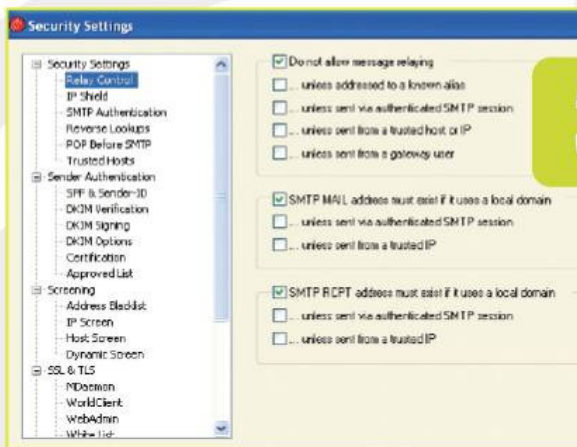 Security Settings
Security Settings
Relay Control
IP Shield
SMTP Authentication
Reverse Lookups
POP Before SMTP
Trusted Hosts
Sender Authentication
SPF & Sender-ID
DKIM Verification
DKIM Signing
DKIM Options
Certification
Approved List
Screening
Address Blacklist
IP Screen
Host Screen
Dynamic Screen
SSL & TLS
MDaemon
WorldClient
WebAdmin
White List
Do not allow message relaying
... unless addressed to a known alias
... unless sent via authenticated SMTP session
... unless sent from a trusted host or IP
... unless sent from a gateway user
SMTP MAIL address must exist if it uses a local domain
... unless sent via authenticated SMTP session
... unless sent from a trusted IP
SMTP RCPT address must exist if it uses a local domain
... unless sent via authenticated SMTP session
... unless sent from a trusted IP